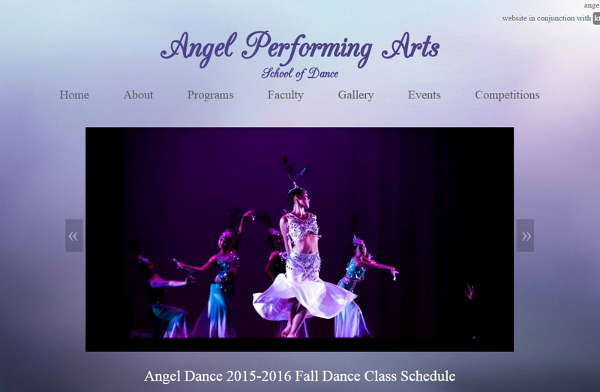 ange
website in conjunction with
Angel Performing Arts
School of Dance
Home About Programs Faculty Gallery Events Competitions
« »
Angel Dance 2015-2016 Fall Dance Class Schedule